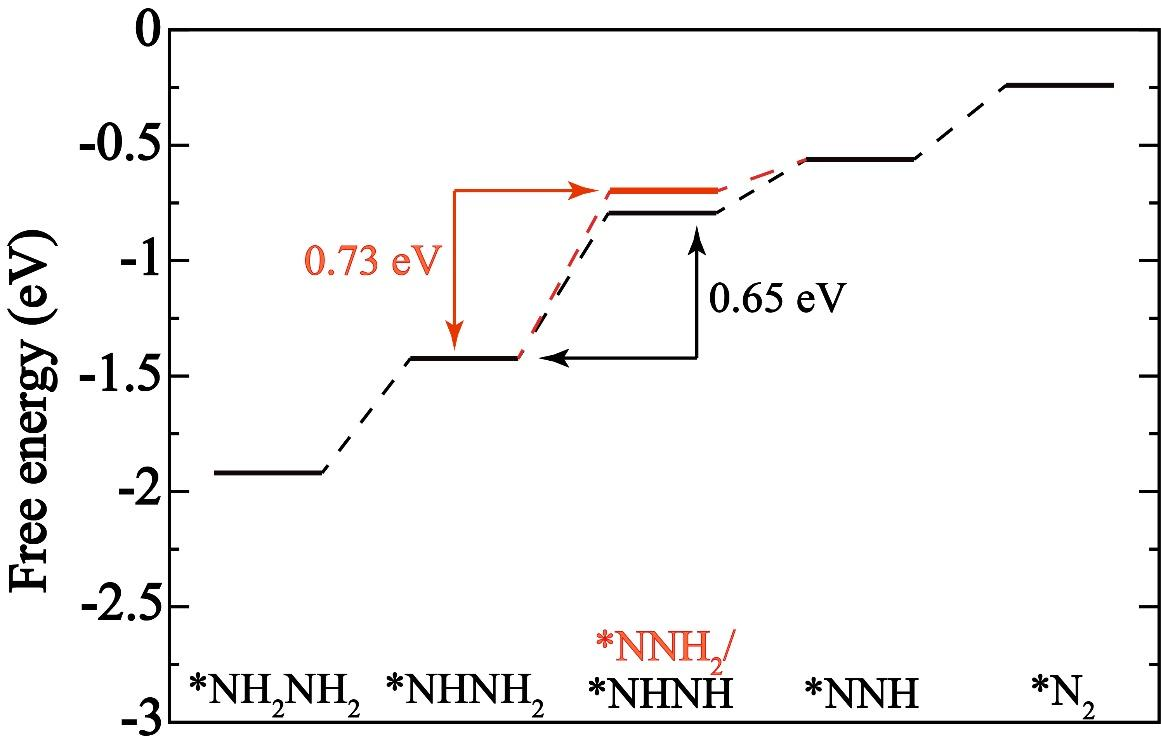 Free energy (eV)
0
-0.5
-1
-1.5
-2
-2.5
-3
0.73 eV
0.65 eV
*NNH₂/
*NH₂NH₂
*NHNH₂
*NHNH
*NNH
*N₂